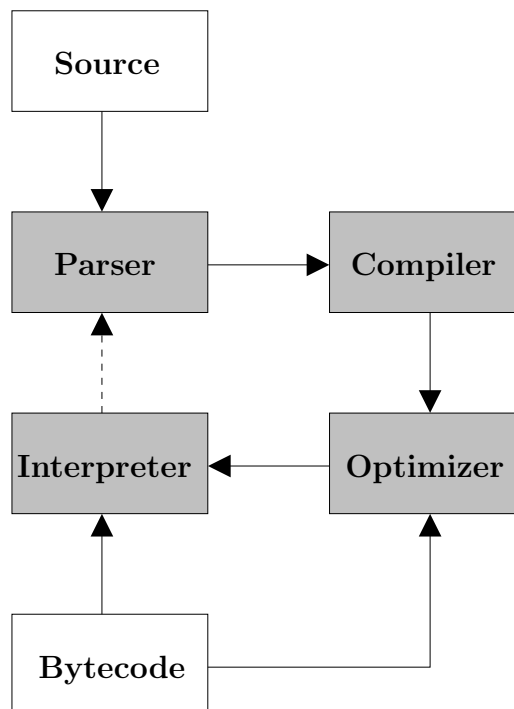 Source
Parser
Compiler
Interpreter
Optimizer
Bytecode